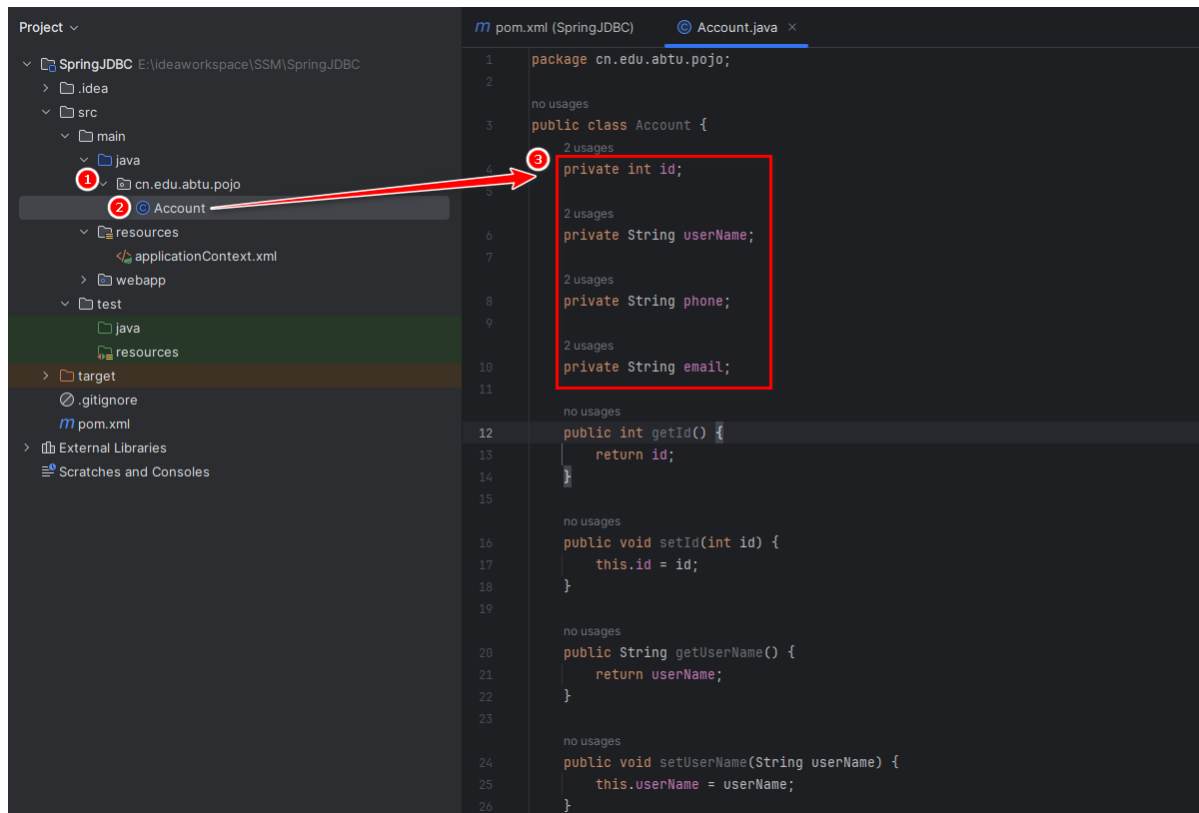 Project
SpringJDBC E:\ideaworkspace\SSM\SpringJDBC
.idea
src
main
java
1
cn.edu.abtu.pojo
2
Account
resources
applicationContext.xml
webapp
test
java
resources
target
.gitignore
m pom.xml
External Libraries
Scratches and Consoles
m pom.xml (SpringJDBC)
© Account.java ×
1 package cn.edu.abtu.pojo;
2
no usages
3 public class Account {
2 usages
3
4 private int id;
5
2 usages
6 private String userName;
7
2 usages
8 private String phone;
9
2 usages
10 private String email;
11
no usages
12 public int getId() {
13 return id;
14 }
15
no usages
16 public void setId(int id) {
17 this.id = id;
18 }
19
no usages
20 public String getUserName() {
21 return userName;
22 }
23
no usages
24 public void setUserName(String userName) {
25 this.userName = userName;
26 }